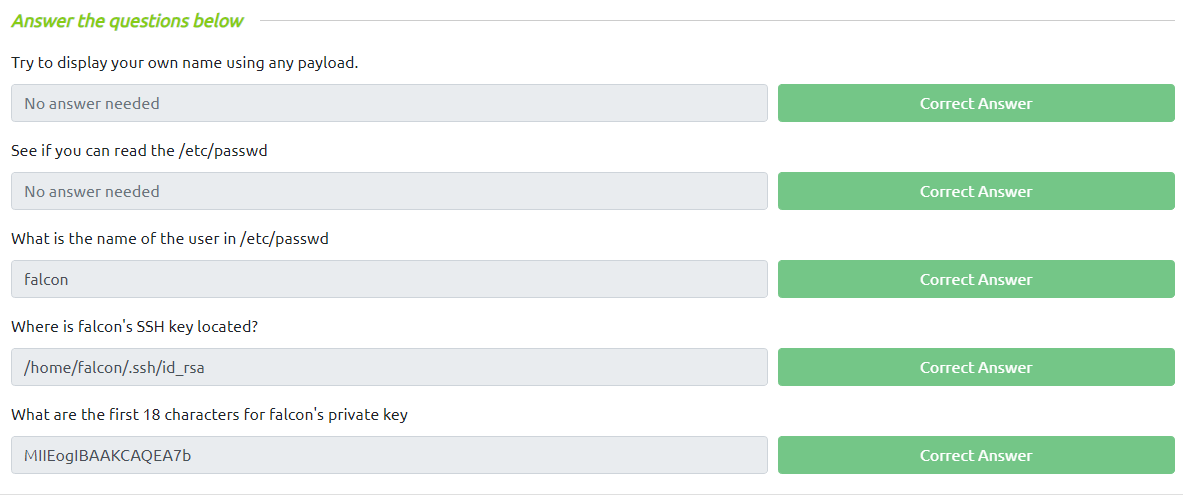 Answer the questions below
Try to display your own name using any payload.
No answer needed
Correct Answer
See if you can read the /etc/passwd
No answer needed
Correct Answer
What is the name of the user in /etc/passwd
falcon
Correct Answer
Where is falcon's SSH key located?
/home/falcon/.ssh/id_rsa
Correct Answer
What are the first 18 characters for falcon's private key
MIIEogIBAAKCAQEA7b
Correct Answer